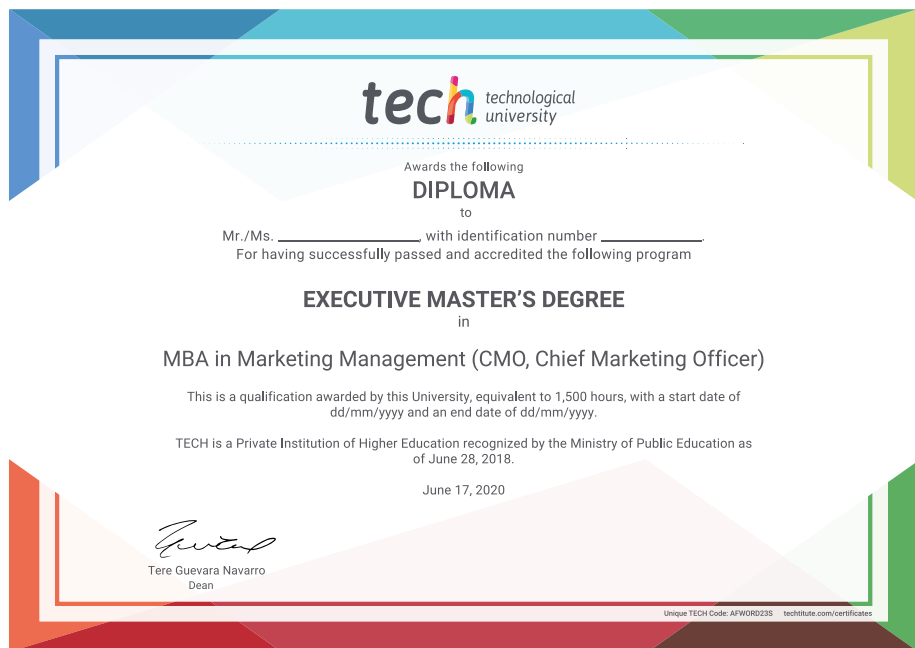 tech technological
university
Awards the following
DIPLOMA
to
Mr./Ms. ____________________, with identification number ______________.
For having successfully passed and accredited the following program
EXECUTIVE MASTER'S DEGREE
in
MBA in Marketing Management (CMO, Chief Marketing Officer)
This is a qualification awarded by this University, equivalent to 1,500 hours, with a start date of
dd/mm/yyyy and an end date of dd/mm/yyyy.
TECH is a Private Institution of Higher Education recognized by the Ministry of Public Education as
of June 28, 2018.
June 17, 2020
Tere Guevara Navarro
Dean
Unique TECH Code: AFWORD23S techtitute.com/certificates